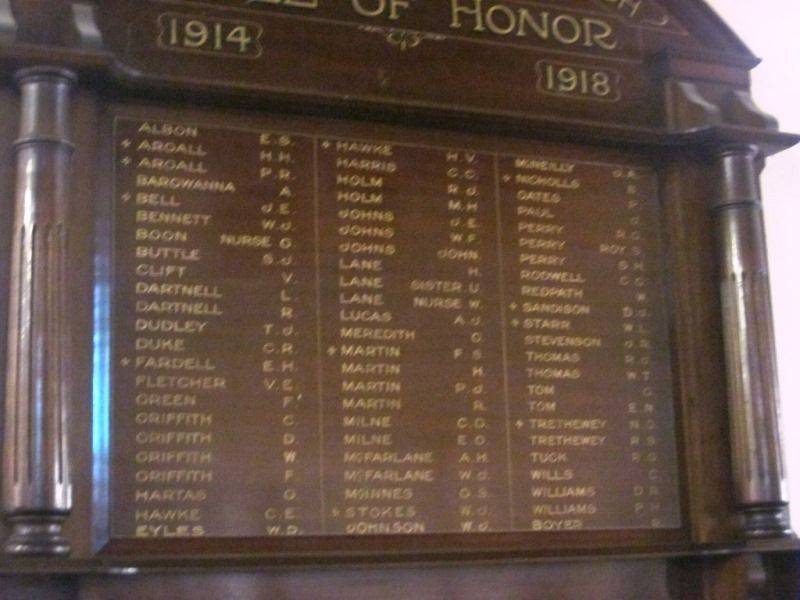 OF HONOR
1914
1918
ALBON E.S.
+ ARGALL H.H.
+ ARGALL P.R.
BAROWANNA A
+ BELL J.E.
BENNETT W.J.
BOON NURSE G
BUTTLE S.J.
CLIFT V.
DARTNELL L.
DARTNELL R.
DUDLEY T.J.
DUKE C.R.
+ FARDELL E.H.
FLETCHER V.E.
GREEN F
GRIFFITH C
GRIFFITH D.
GRIFFITH W
GRIFFITH F
HARTAS O
HAWKE C.E.
EYLES W.D.
+ HAWKE H.V.
HARRIS C.C.
HOLM R.J
HOLM M.H
JOHNS J.E.
JOHNS W.F.
JOHNS JOHN
LANE H.
LANE SISTER U.
LANE NURSE W.
LUCAS A.J.
MEREDITH G
+ MARTIN F.S
MARTIN H
MARTIN P.J
MARTIN R.
MILNE C.D.
MILNE E.O.
McFARLANE A.H
McFARLANE W.J
McINNES G.S.
+ STOKES W.J.
JOHNSON W.J.
McREILLY
+ NICHOLLS S
OATES P
PAUL J
PERRY R.G
PERRY ROY S
PERRY S.H
RODWELL C.G
REDPATH W
+ SANDISON D.J
+ STARR W.L
STEVENSON J.R
THOMAS R.J
THOMAS W.T
TOM G
TOM E.N
+ TRETHEWEY N.D
TRETHEWEY R.S
TUCK R.G
WILLS C
WILLIAMS D.R
WILLIAMS P.H
BOYER